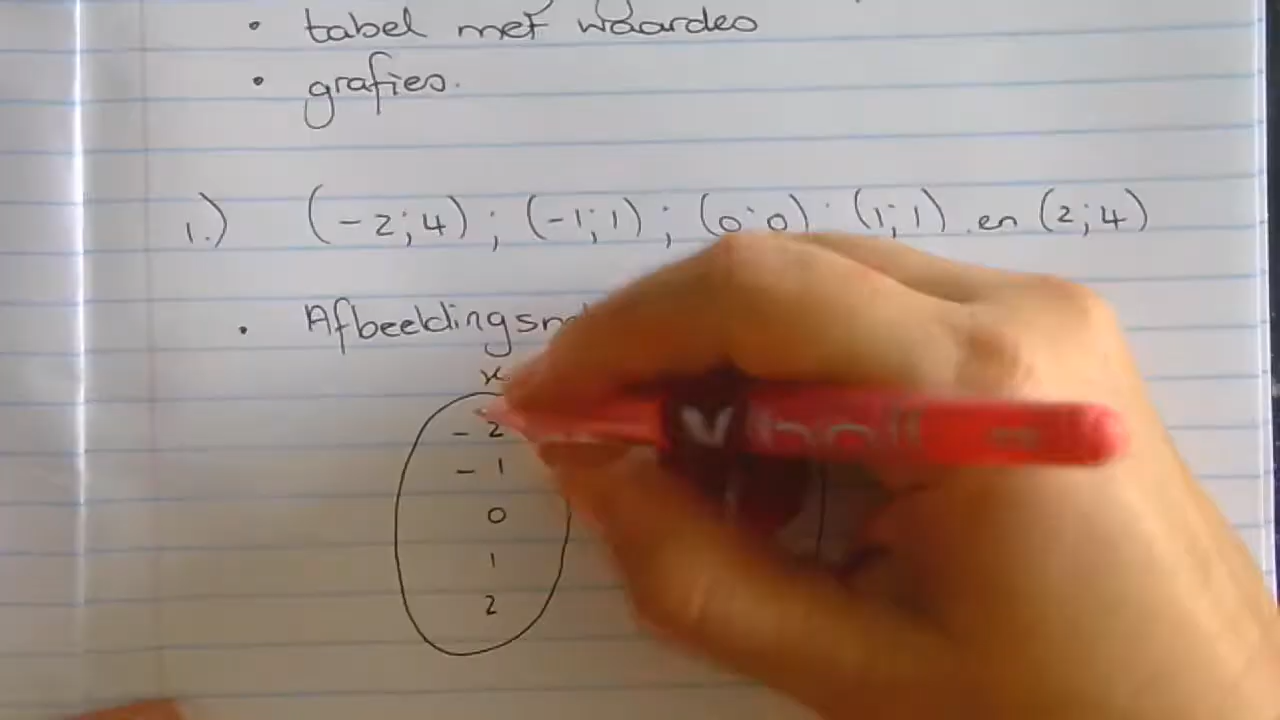 • tabel met waardes
• grafies.
1.) (-2;4) ; (-1;1) ; (0;0) ; (1;1) en (2;4)
•
x
-2
-1
0
1
2